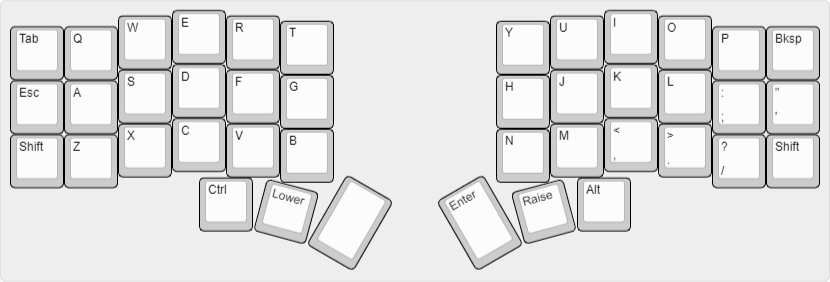 Tab Q W E R T Y U I O P Bksp
Esc A S D F G H J K L : ; " '
Shift Z X C V B N M < , > . ? / Shift
Ctrl Lower Enter Raise Alt